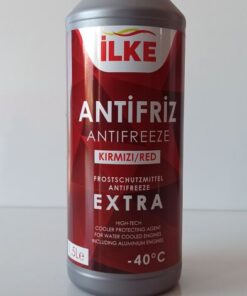 İLKE
ANTİFRİZ
ANTIFREEZE
KIRMIZI/RED
FROSTSCHUTZMITTEL
ANTIFREEZE
EXTRA
HIGH-TECH
COOLER PROTECTING AGENT
FOR WATER COOLED ENGINES
INCLUDING ALUMINIUM ENGINES
-40°C
5L℮